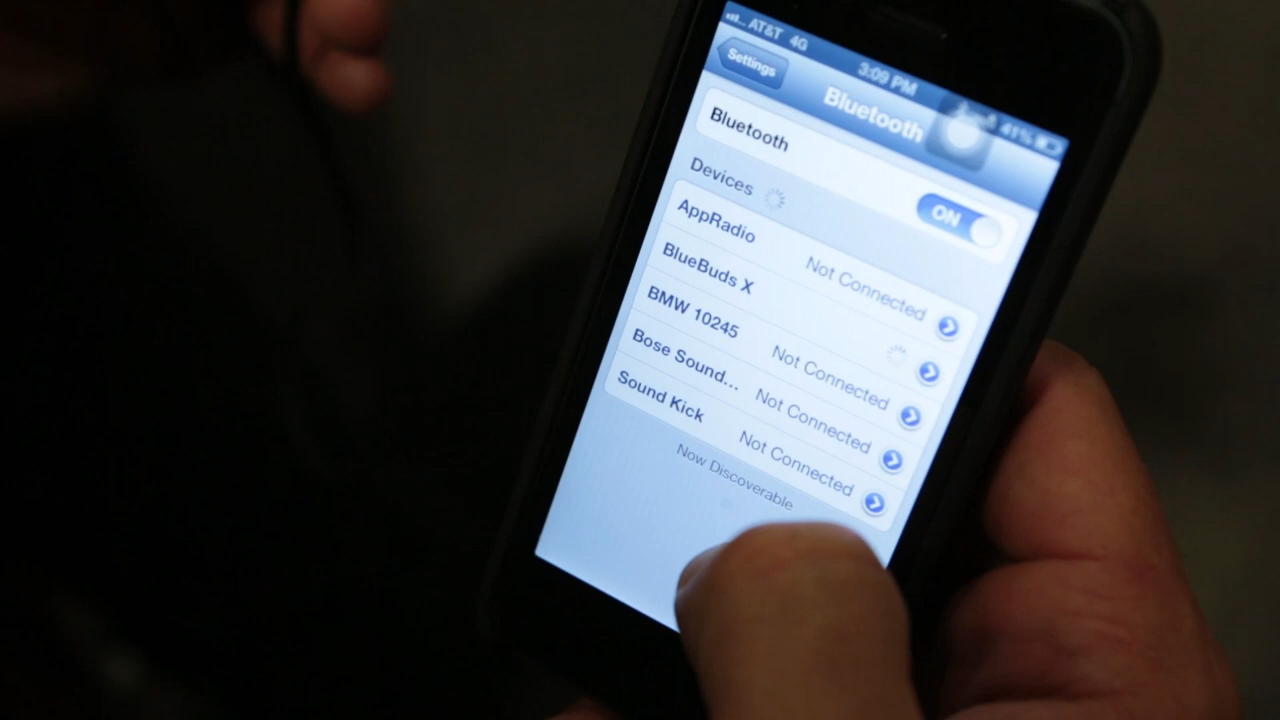 AT&T 4G 3:09 PM 41%
Settings Bluetooth
Bluetooth ON
Devices
AppRadio Not Connected
BlueBuds X
BMW 10245 Not Connected
Bose Sound... Not Connected
Sound Kick Not Connected
Now Discoverable